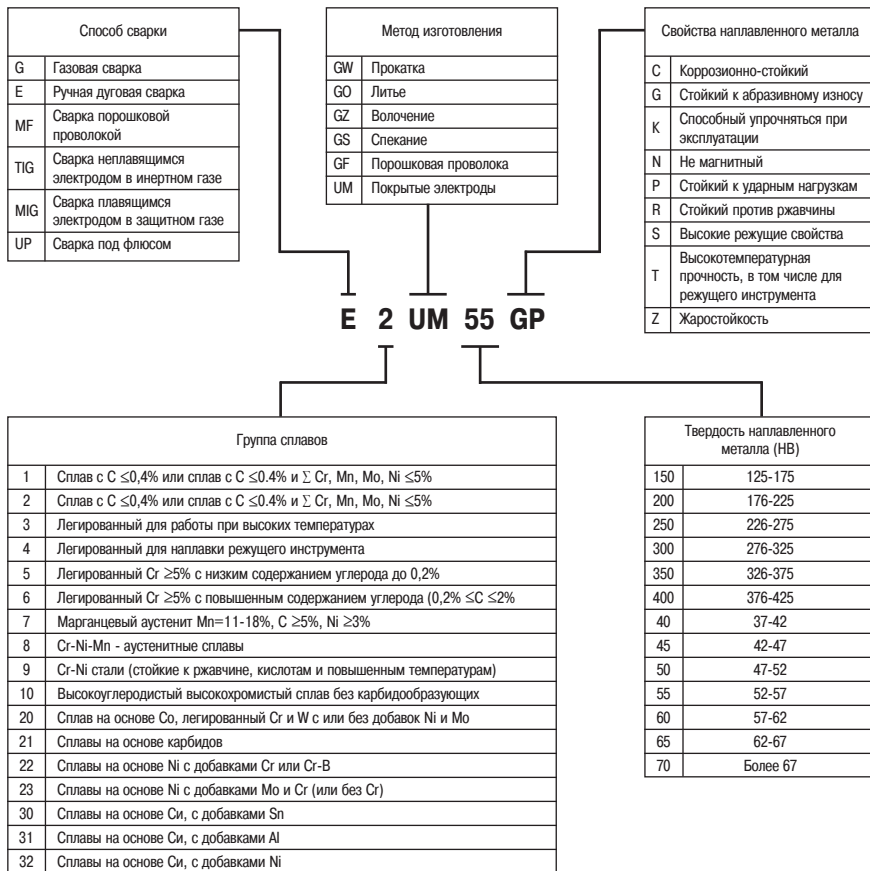 Способ сварки
G Газовая сварка
E Ручная дуговая сварка
MF Сварка порошковой
проволокой
TIG Сварка неплавящимся
электродом в инертном газе
MIG Сварка плавящимся
электродом в защитном газе
UP Сварка под флюсом
Метод изготовления
GW Прокатка
GO Литье
GZ Волочение
GS Спекание
GF Порошковая проволока
UM Покрытые электроды
Свойства наплавленного металла
C Коррозионно-стойкий
G Стойкий к абразивному износу
K Способный упрочняться при
эксплуатации
N Не магнитный
P Стойкий к ударным нагрузкам
R Стойкий против ржавчины
S Высокие режущие свойства
T Высокотемпературная
прочность, в том числе для
режущего инструмента
Z Жаростойкость
E 2 UM 55 GP
Группа сплавов
1 Сплав с C ≤0,4% или сплав с C ≤0.4% и ∑ Cr, Mn, Mo, Ni ≤5%
2 Сплав с C ≤0,4% или сплав с C ≤0.4% и ∑ Cr, Mn, Mo, Ni ≤5%
3 Легированный для работы при высоких температурах
4 Легированный для наплавки режущего инструмента
5 Легированный Cr ≥5% с низким содержанием углерода до 0,2%
6 Легированный Cr ≥5% с повышенным содержанием углерода (0,2% ≤C ≤2%
7 Марганцевый аустенит Mn=11-18%, C ≥5%, Ni ≥3%
8 Cr-Ni-Mn - аустенитные сплавы
9 Cr-Ni стали (стойкие к ржавчине, кислотам и повышенным температурам)
10 Высокоуглеродистый высокохромистый сплав без карбидообразующих
20 Сплав на основе Co, легированный Cr и W с или без добавок Ni и Mo
21 Сплавы на основе карбидов
22 Сплавы на основе Ni с добавками Cr или Cr-B
23 Сплавы на основе Ni с добавками Mo и Cr (или без Cr)
30 Сплавы на основе Си, с добавками Sn
31 Сплавы на основе Си, с добавками Al
32 Сплавы на основе Си, с добавками Ni
Твердость наплавленного
металла (HB)
150 125-175
200 176-225
250 226-275
300 276-325
350 326-375
400 376-425
40 37-42
45 42-47
50 47-52
55 52-57
60 57-62
65 62-67
70 Более 67